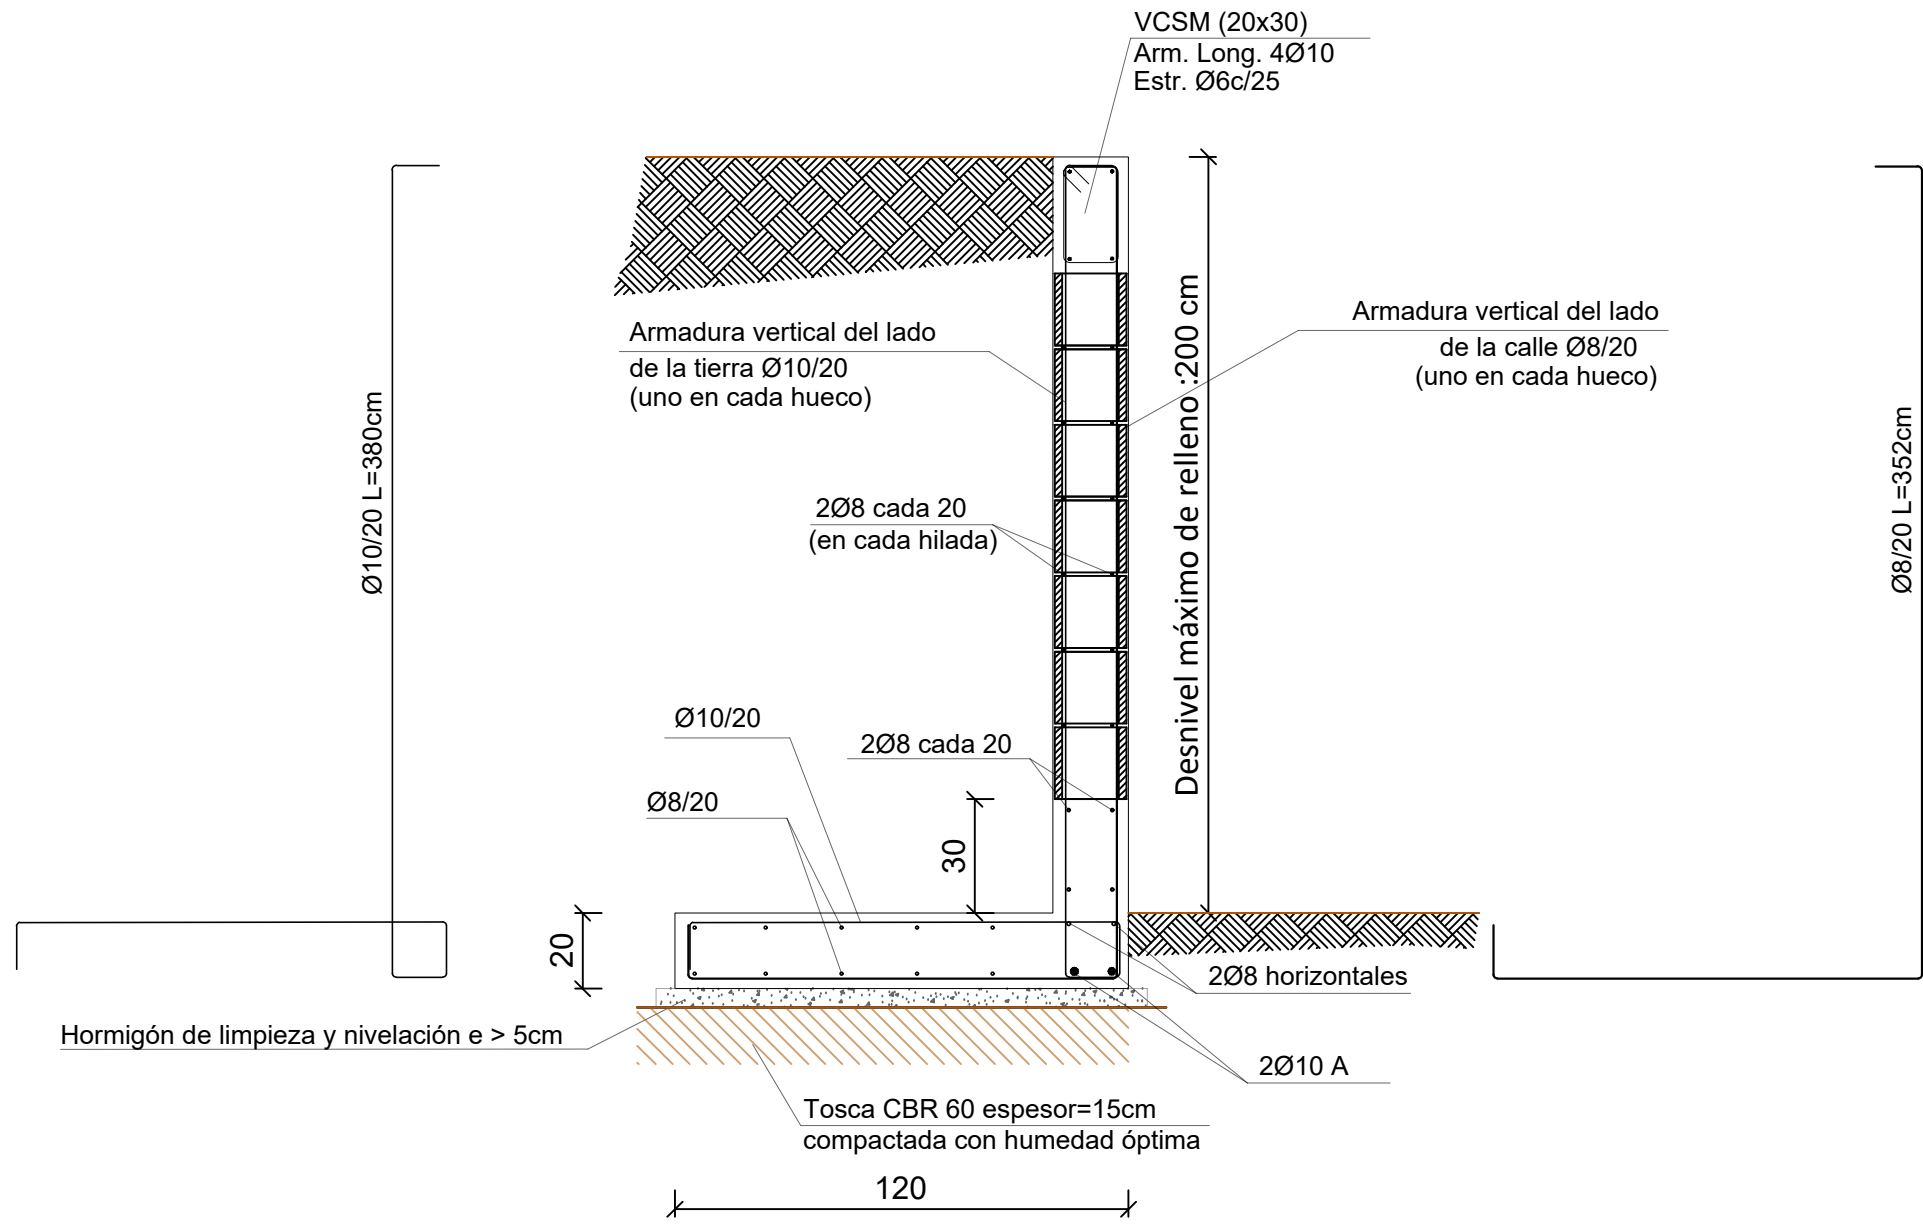 VCSM (20x30)
Arm. Long. 4Ø10
Estr. Ø6c/25
Armadura vertical del lado
de la tierra Ø10/20
(uno en cada hueco)
Armadura vertical del lado
de la calle Ø8/20
(uno en cada hueco)
Desnivel máximo de relleno :200 cm
Ø10/20 L=380cm
Ø8/20 L=352cm
2Ø8 cada 20
(en cada hilada)
Ø10/20
2Ø8 cada 20
Ø8/20
30
20
2Ø8 horizontales
Hormigón de limpieza y nivelación e > 5cm
2Ø10 A
Tosca CBR 60 espesor=15cm
compactada con humedad óptima
120